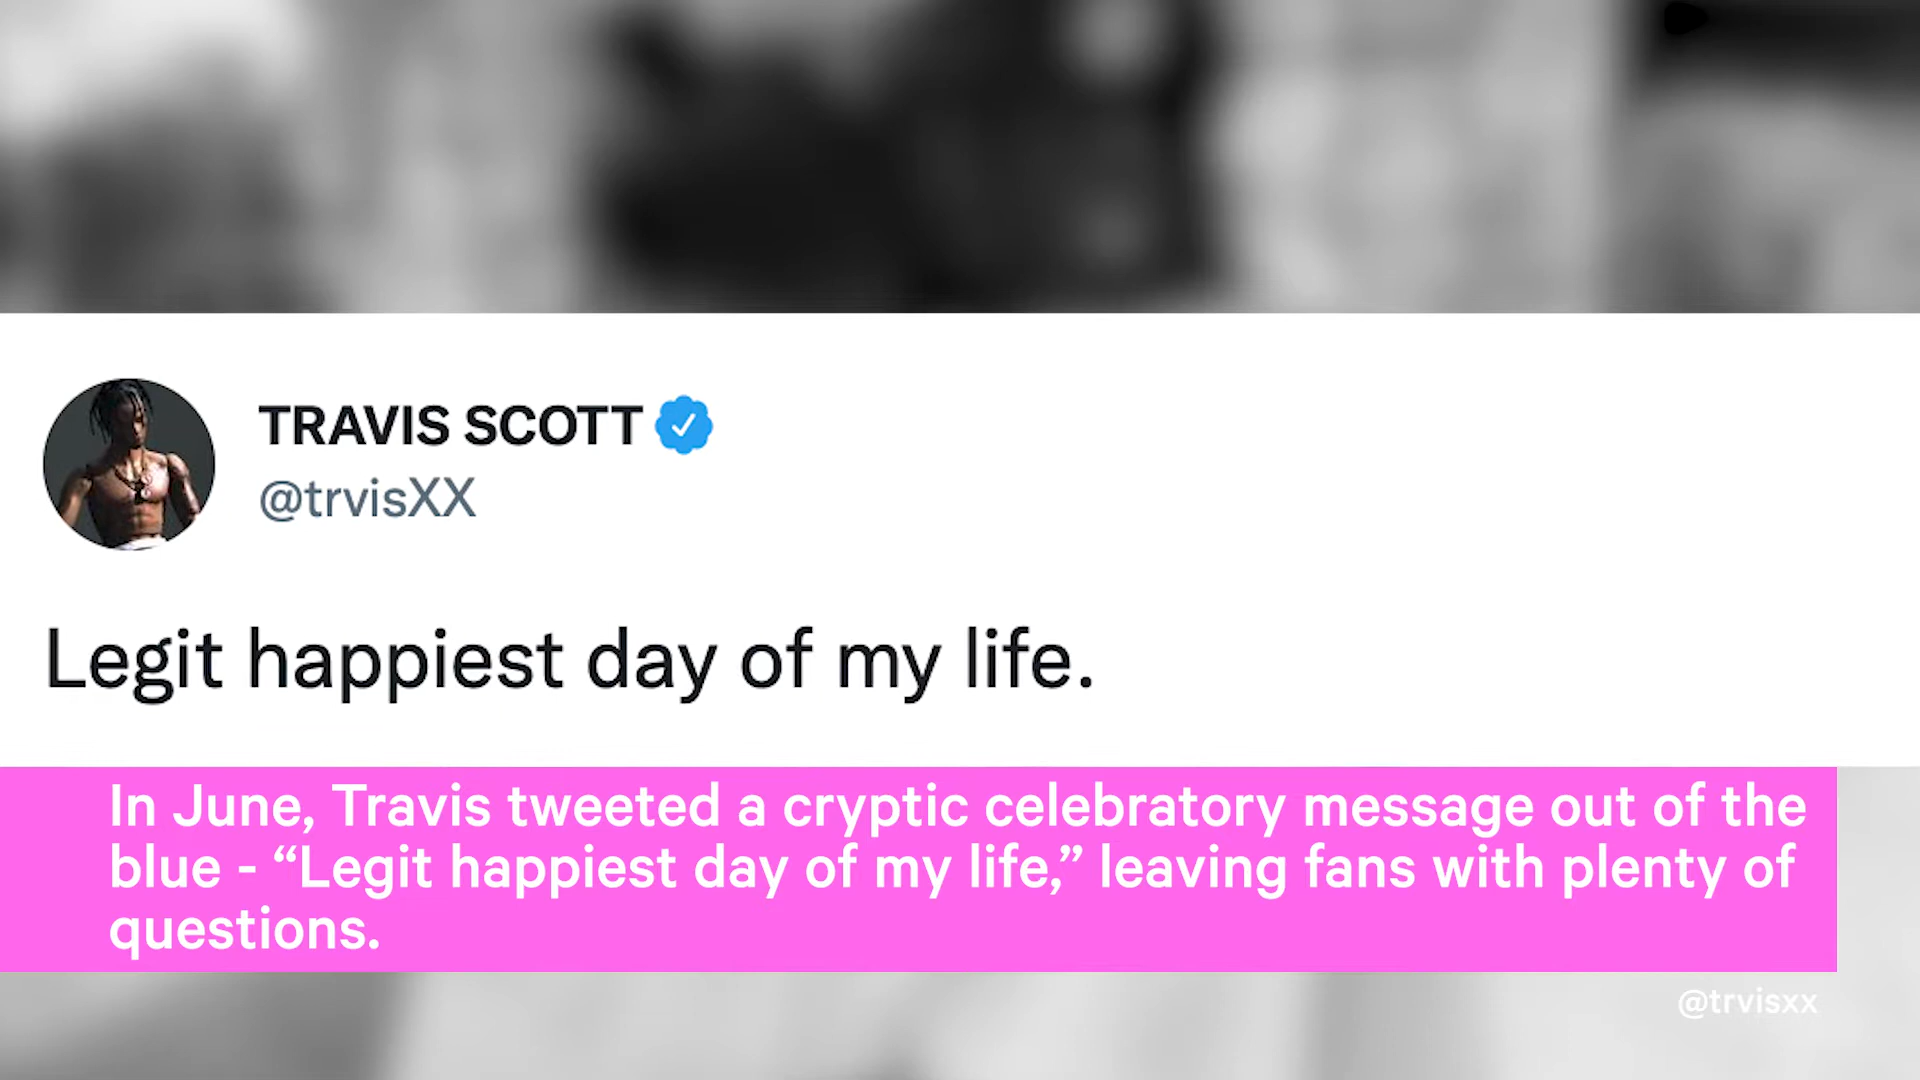 TRAVIS SCOTT
@trvisXX
Legit happiest day of my life.
In June, Travis tweeted a cryptic celebratory message out of the
blue - “Legit happiest day of my life,” leaving fans with plenty of
questions.
@trvisxx